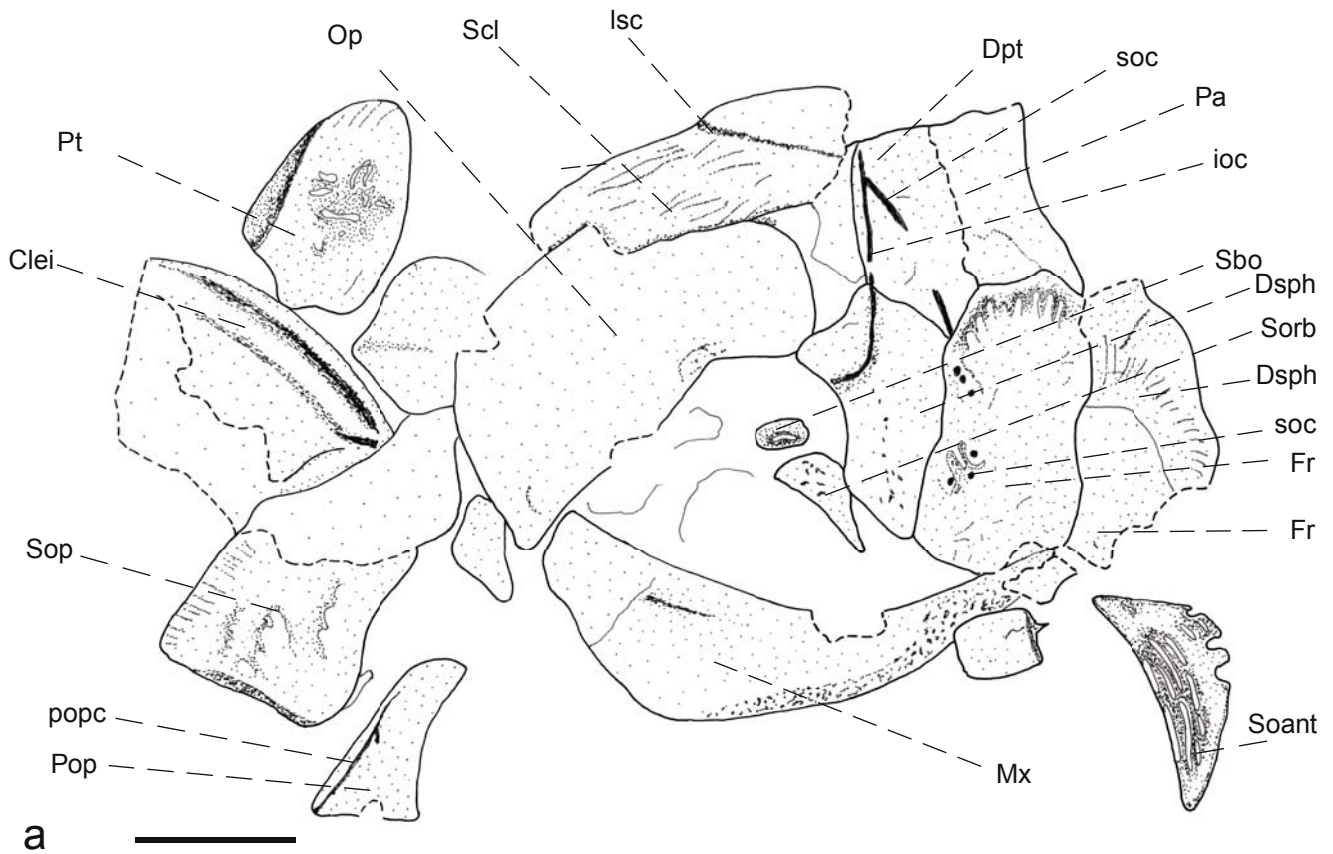 Op
Scl
lsc
Dpt
soc
Pa
ioc
Pt
Clei
Sbo
Dsph
Sorb
Dsph
soc
Fr
Fr
Sop
popc
Pop
Mx
Soant
a